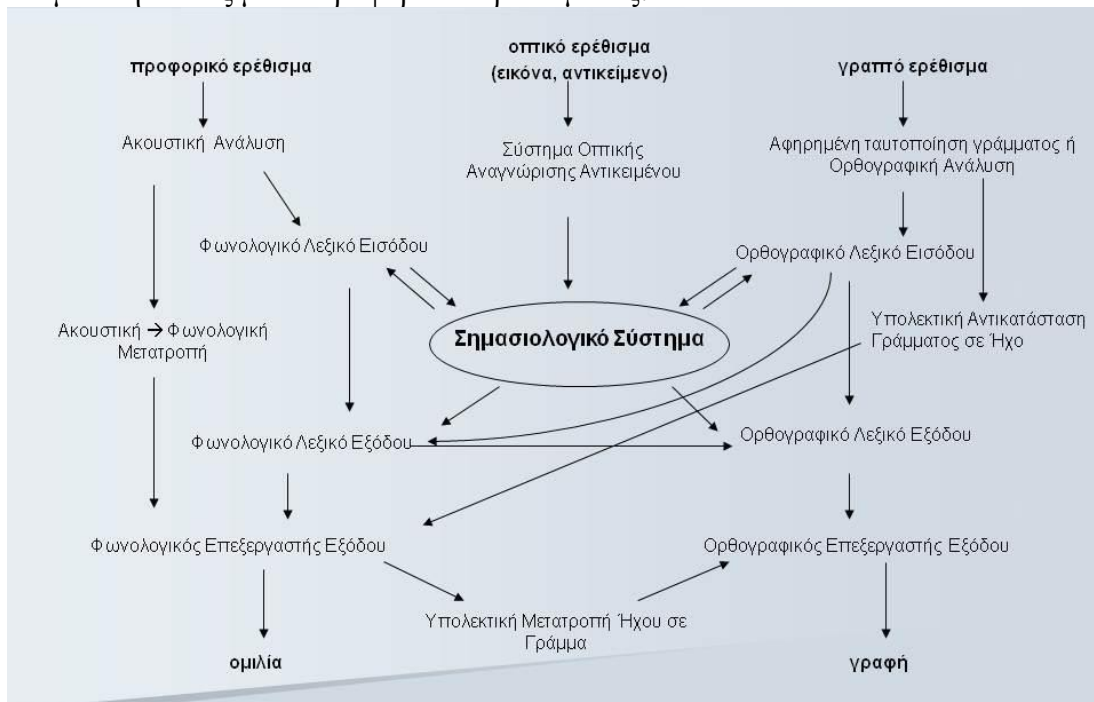 προφορικό ερέθισμα
οπτικό ερέθισμα
(εικόνα, αντικείμενο)
γραπτό ερέθισμα
Ακουστική Ανάλυση
Σύστημα Οπτικής
Αναγνώρισης Αντικειμένου
Αφηρημένη ταυτοποίηση γράμματος ή
Ορθογραφική Ανάλυση
Φωνολογικό Λεξικό Εισόδου
Ορθογραφικό Λεξικό Εισόδου
Ακουστική → Φωνολογική
Μετατροπή
Σημασιολογικό Σύστημα
Υπολεκτική Αντικατάσταση
Γράμματος σε Ήχο
Φωνολογικό Λεξικό Εξόδου
Ορθογραφικό Λεξικό Εξόδου
Φωνολογικός Επεξεργαστής Εξόδου
Ορθογραφικός Επεξεργαστής Εξόδου
Υπολεκτική Μετατροπή Ήχου σε
Γράμμα
ομιλία
γραφή